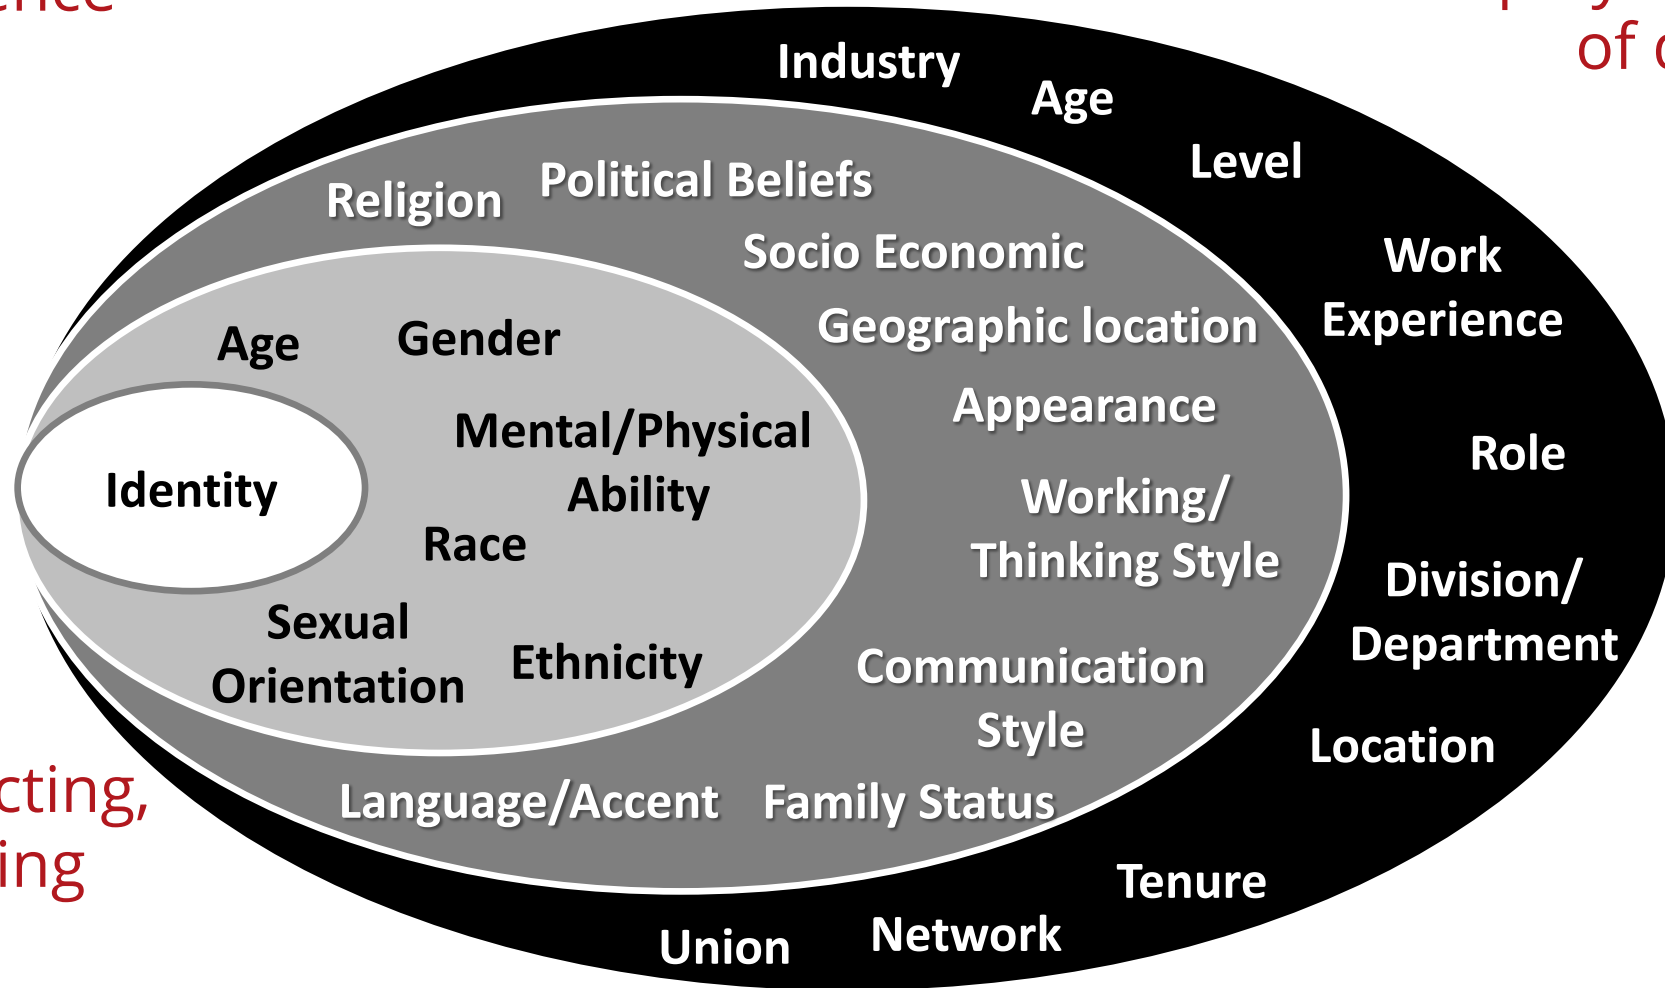 Industry
Age
Level
Religion
Political Beliefs
Socio Economic
Work
Experience
Geographic location
Age
Gender
Appearance
Mental/Physical
Ability
Role
Identity
Working/
Thinking Style
Race
Division/
Department
Sexual
Orientation
Ethnicity
Communication
Style
Location
cting,
ing
Language/Accent
Family Status
Tenure
Network
Union
of